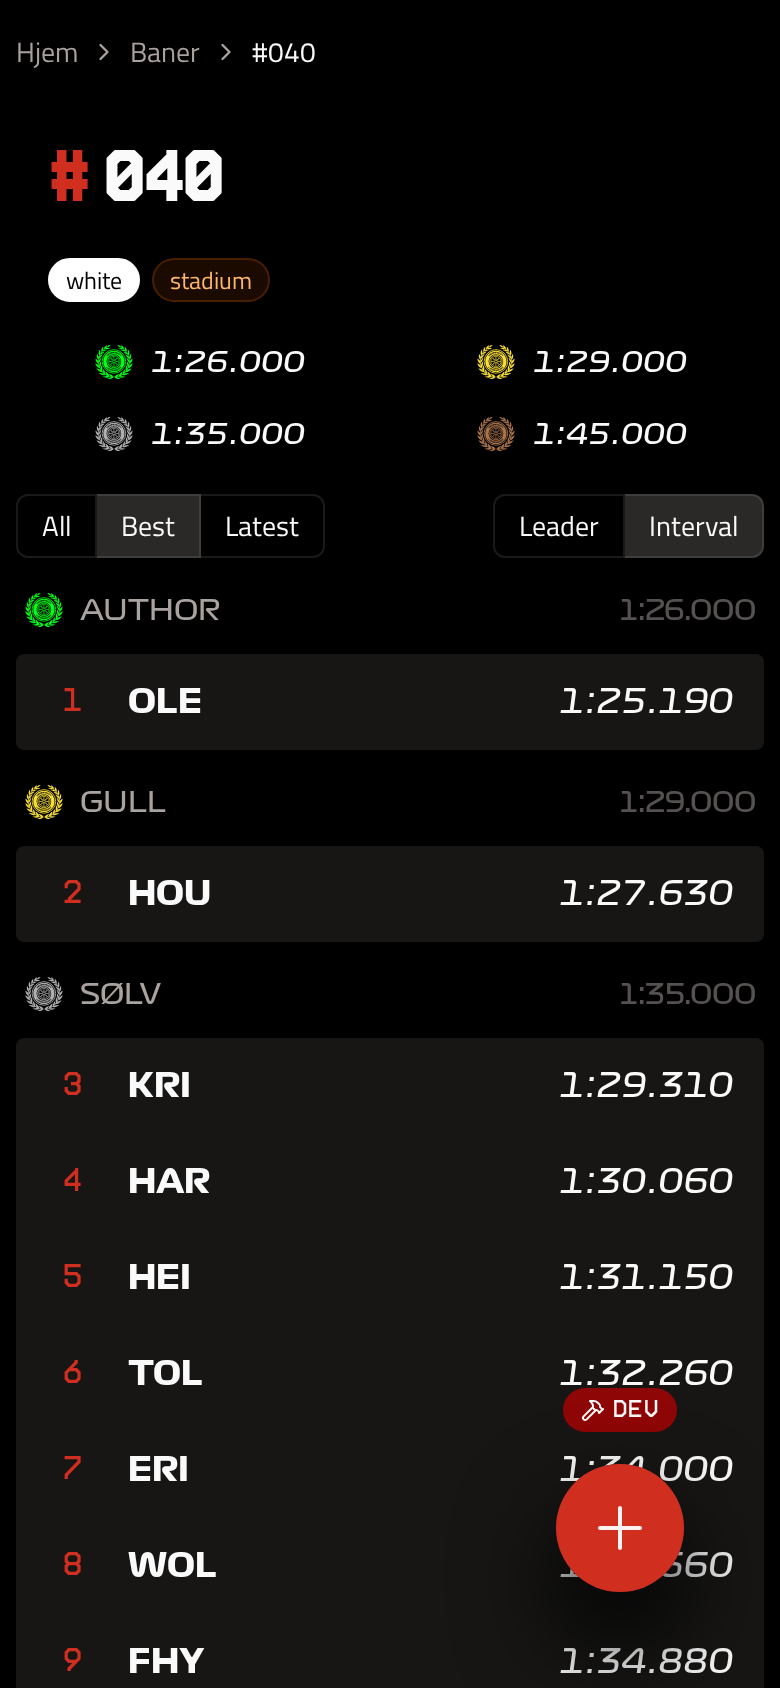 Hjem > Baner > #040
# 040
white stadium
1:26.000 1:29.000
1:35.000 1:45.000
All Best Latest Leader Interval
AUTHOR 1:26.000
1 OLE 1:25.190
GULL 1:29.000
2 HOU 1:27.630
SØLV 1:35.000
3 KRI 1:29.310
4 HAR 1:30.060
5 HEI 1:31.150
6 TOL 1:32.260
DEV
7 ERI
8 WOL
9 FHY 1:34.880